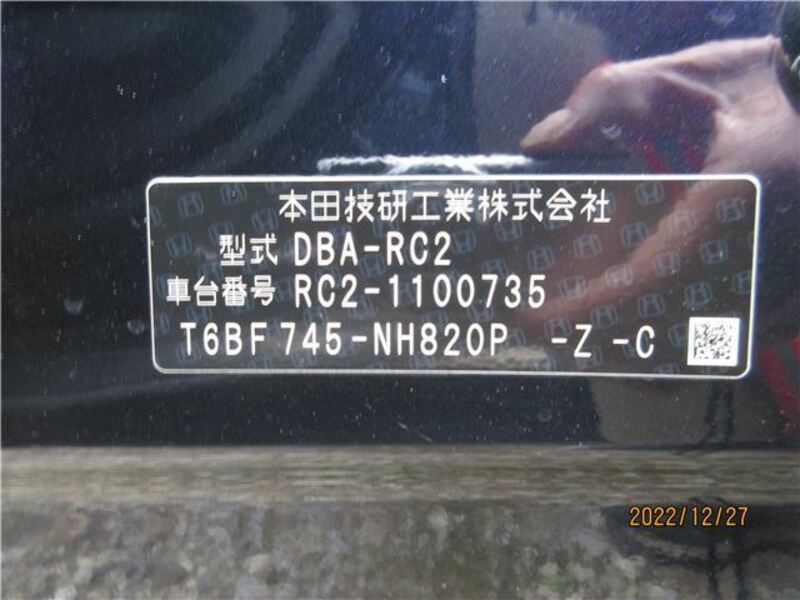 本田技研工業株式会社
型式 DBA-RC2
車台番号 RC2-1100735
T6BF 745-NH820P -Z -C
2022/12/27